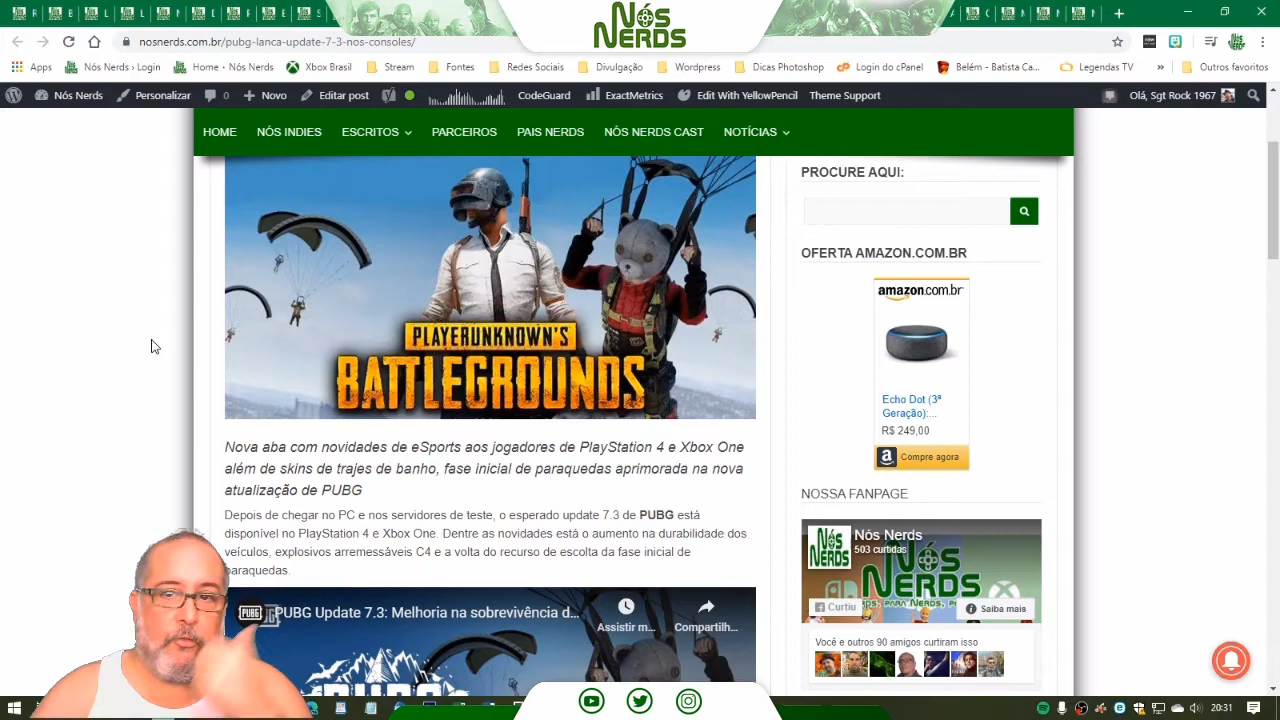 Nós
NERDS
nosnerds.com.br/pubg-lanca-update-7-3-nos-consoles/
Apps
Nós Nerds › Login
Home - Nós Nerds
Xbox Brasil
Stream
Fontes
Redes Sociais
Divulgação
Wordpress
Dicas Photoshop
Login do cPanel
Belém - Batista Ca...
Legendas TV
»
Outros favoritos
Nós Nerds
Personalizar
0
Novo
Editar post
CodeGuard
ExactMetrics
Edit With YellowPencil
Theme Support
Olá, Sgt Rock 1967
HOME
NÓS INDIES
ESCRITOS
PARCEIROS
PAIS NERDS
NÓS NERDS CAST
NOTÍCIAS
PLAYERUNKNOWN'S
BATTLEGROUNDS
Nova aba com novidades de eSports aos jogadores de PlayStation 4 e Xbox One
além de skins de trajes de banho, fase inicial de paraquedas aprimorada na nova
atualização de PUBG
Depois de chegar no PC e nos servidores de teste, o esperado update 7.3 de PUBG está
disponível no PlayStation 4 e Xbox One. Dentre as novidades está o aumento na durabilidade dos
veículos, explosivos arremessáveis C4 e a volta do recurso de escolta da fase inicial de
paraquedas.
PUBG
PUBG Update 7.3: Melhoria na sobrevivência d...
Assistir m...
Compartilh...
PROCURE AQUI:
OFERTA AMAZON.COM.BR
amazon.com.br
Echo Dot (3ª
Geração):...
R$ 249,00
Compre agora
NOSSA FANPAGE
Nós Nerds
503 curtidas
Nós
NERDS
Curtiu
Saiba mais
Você e outros 90 amigos curtiram isso
20:31